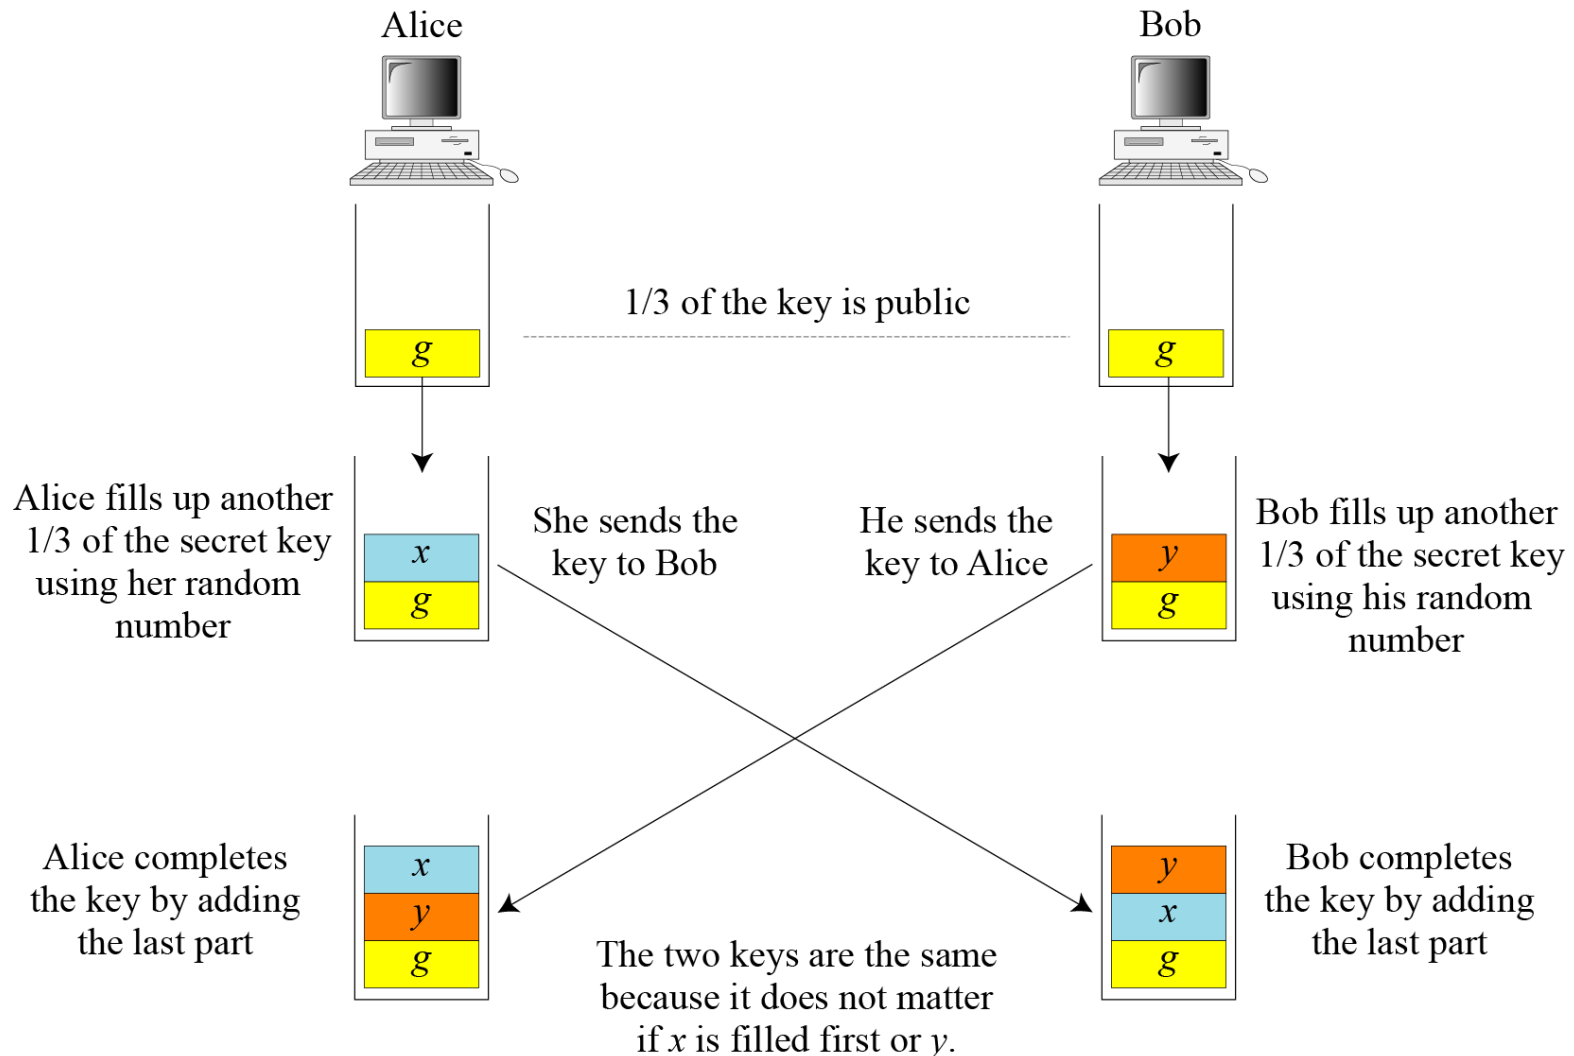 Alice
Bob
1/3 of the key is public
g
g
Alice fills up another
1/3 of the secret key
using her random
number
x
g
She sends the
key to Bob
He sends the
key to Alice
y
g
Bob fills up another
1/3 of the secret key
using his random
number
Alice completes
the key by adding
the last part
x
y
g
The two keys are the same
because it does not matter
if x is filled first or y.
y
x
g
Bob completes
the key by adding
the last part